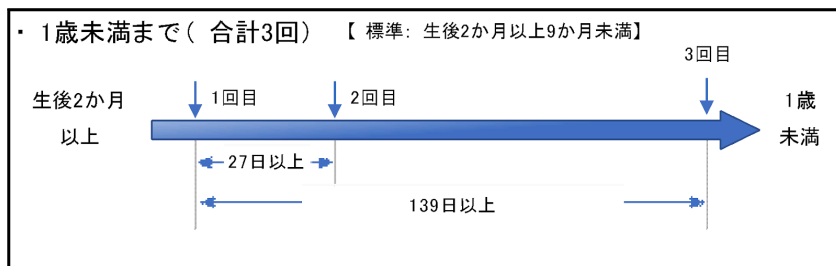 ・ 1歳未満まで( 合計3回) 【 標準: 生後2か月以上9か月未満】
3回目
生後2か月
以上
1回目
2回目
1歳
未満
27日以上
139日以上